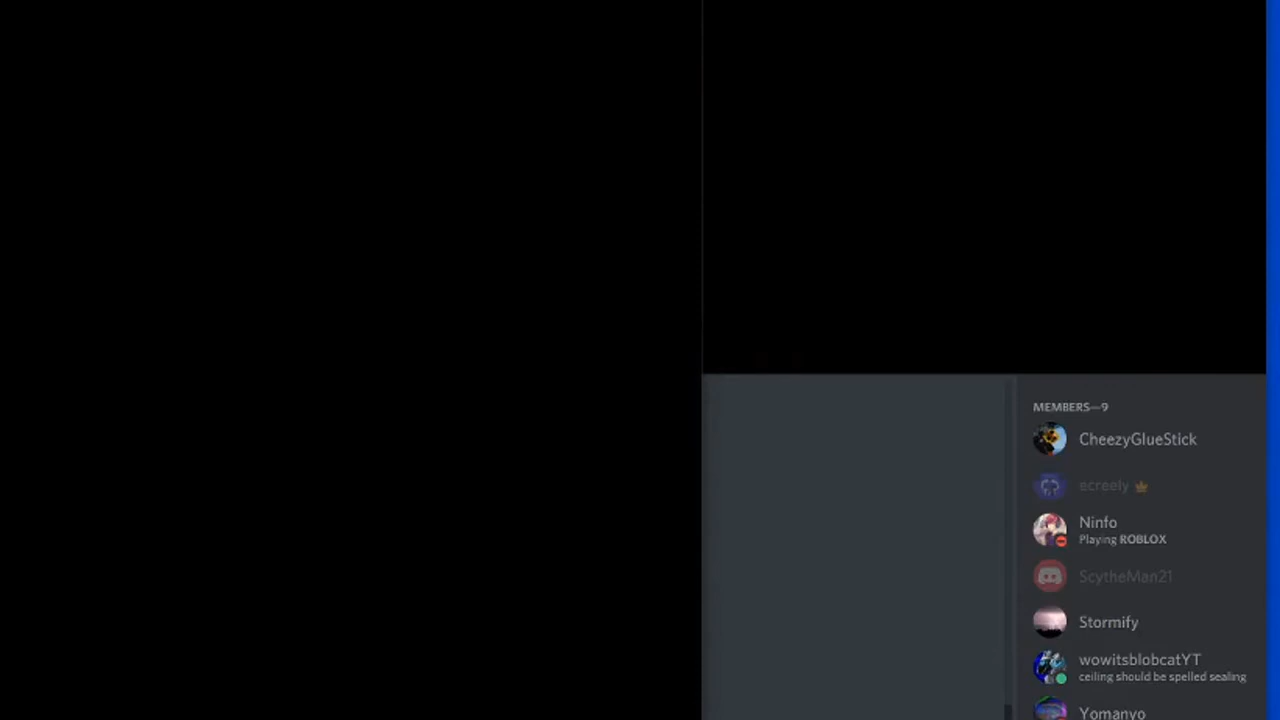 MEMBERS—9
CheezyGlueStick
ecreely
Ninfo
Playing ROBLOX
ScytheMan21
Stormify
wowitsblobcatYT
ceiling should be spelled sealing
Yomanyo